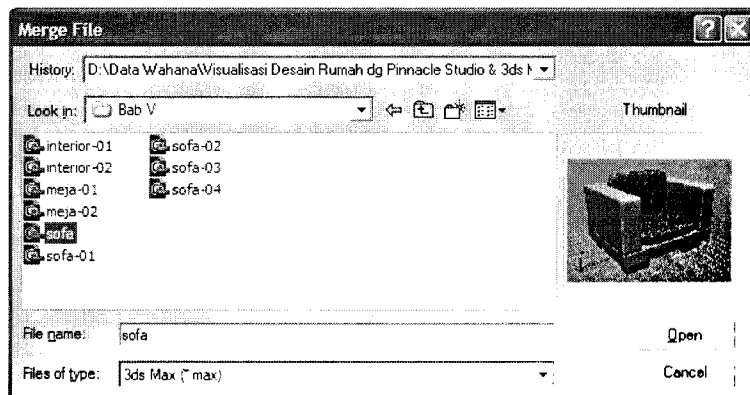 Merge File
History: D:\Data Wahana\Visualisasi Desain Rumah dg Pinnacle Studio & 3ds M
Look in: Bab V
Thumbnail
interior-01 sofa-02
interior-02 sofa-03
meja-01 sofa-04
meja-02
sofa
sofa-01
File name: sofa
Open
Files of type: 3ds Max (*max)
Cancel